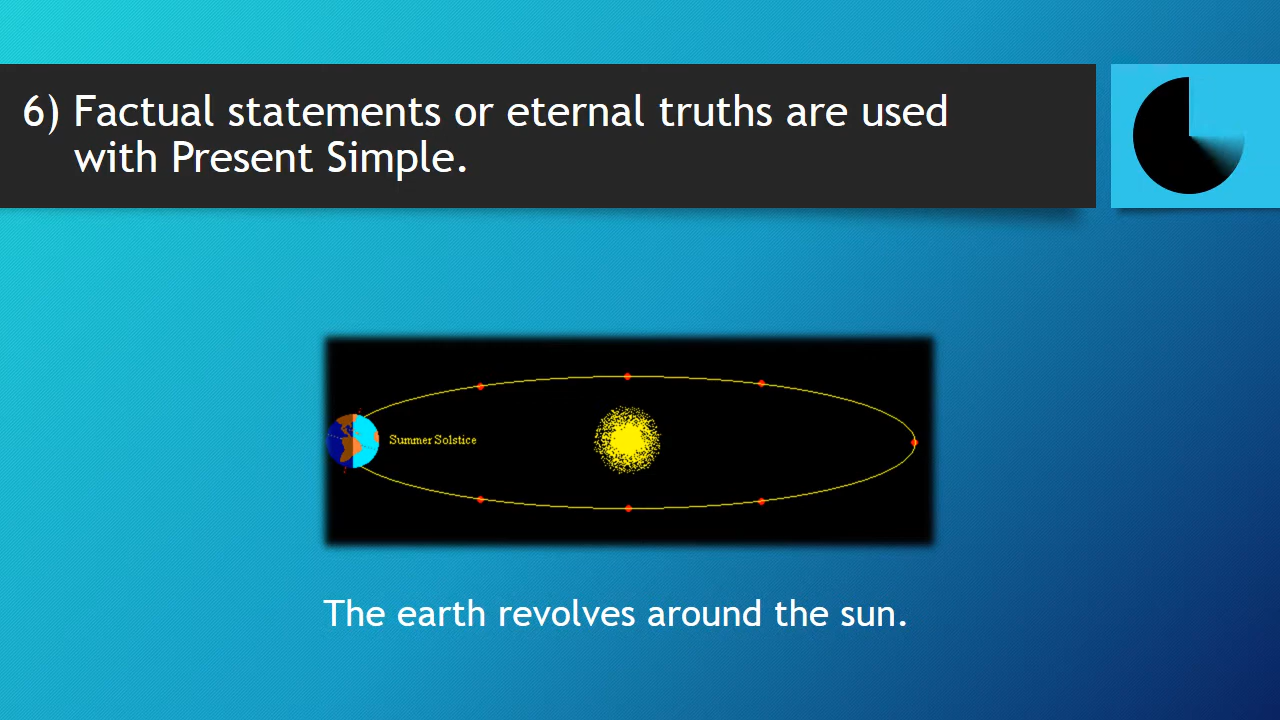 6) Factual statements or eternal truths are used
with Present Simple.
Summer Solstice
The earth revolves around the sun.